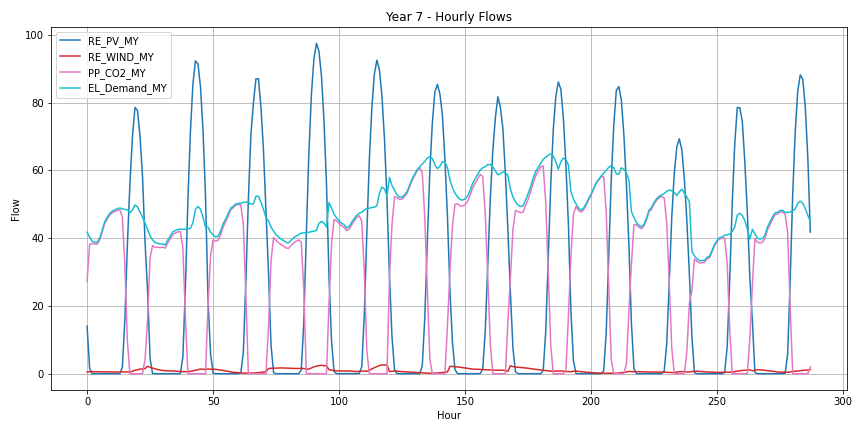 Year 7 - Hourly Flows
RE_PV_MY
RE_WIND_MY
PP_CO2_MY
EL_Demand_MY
100
80
60
40
20
0
Flow
0
50
100
150
200
250
300
Hour